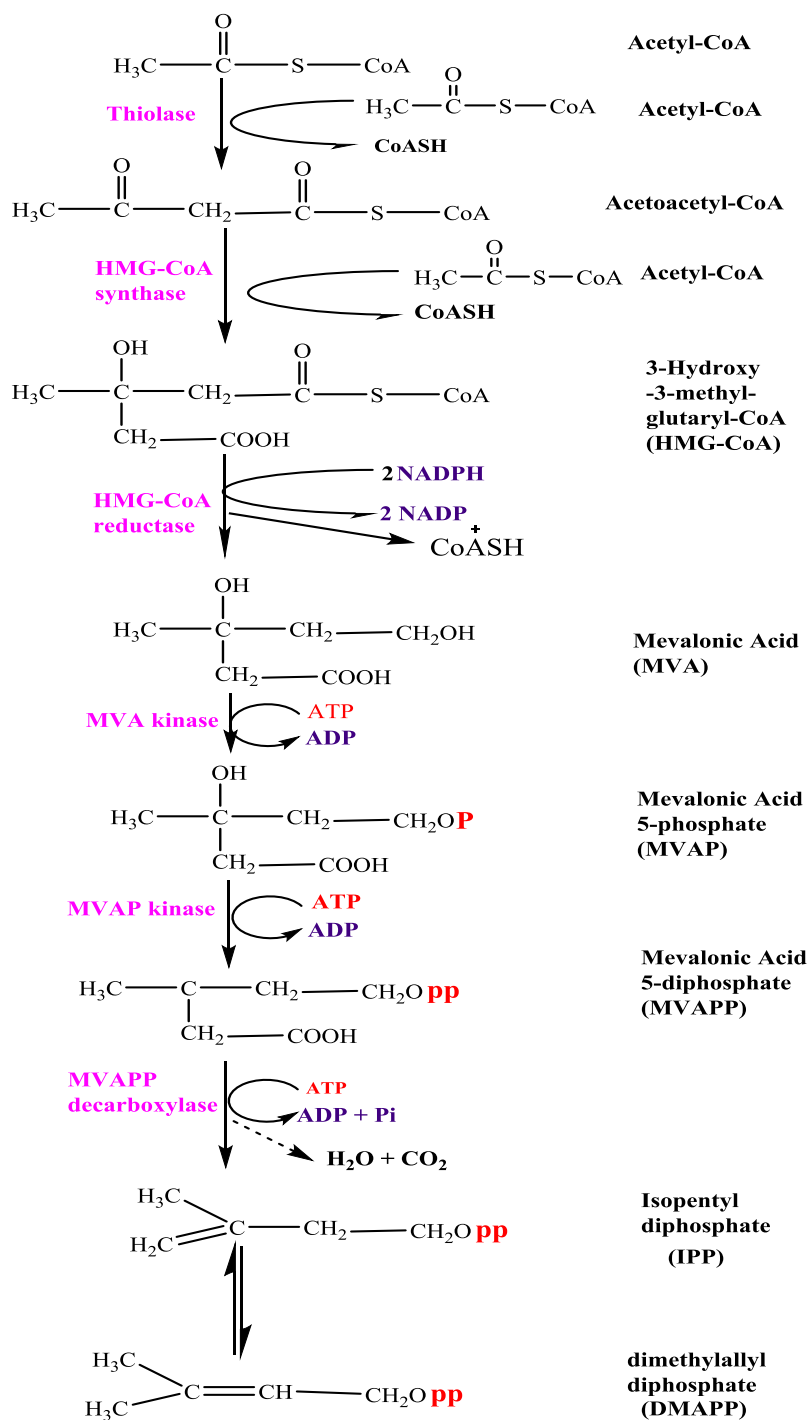 O
H₃C C S CoA Acetyl-CoA
O
Thiolase H₃C C S CoA Acetyl-CoA
CoASH
O O
H₃C C CH₂ C S CoA Acetoacetyl-CoA
O
HMG-CoA
synthase
H₃C C S CoA Acetyl-CoA
CoASH
OH O
H₃C C CH₂ C S CoA
CH₂ COOH
3-Hydroxy
-3-methyl-
glutaryl-CoA
(HMG-CoA)
2NADPH
HMG-CoA
reductase
2 NADP
+
CoASH
OH
H₃C C CH₂ CH₂OH
CH₂ COOH
Mevalonic Acid
(MVA)
MVA kinase
ATP
ADP
OH
H₃C C CH₂ CH₂OP
CH₂ COOH
Mevalonic Acid
5-phosphate
(MVAP)
MVAP kinase
ATP
ADP
H₃C C CH₂ CH₂O pp
CH₂ COOH
Mevalonic Acid
5-diphosphate
(MVAPP)
MVAPP
decarboxylase
ATP
ADP + Pi
H₂O + CO₂
H₃C
H₂C C CH₂ CH₂O pp
Isopentyl
diphosphate
(IPP)
H₃C
H₃C C CH CH₂O pp
dimethylallyl
diphosphate
(DMAPP)